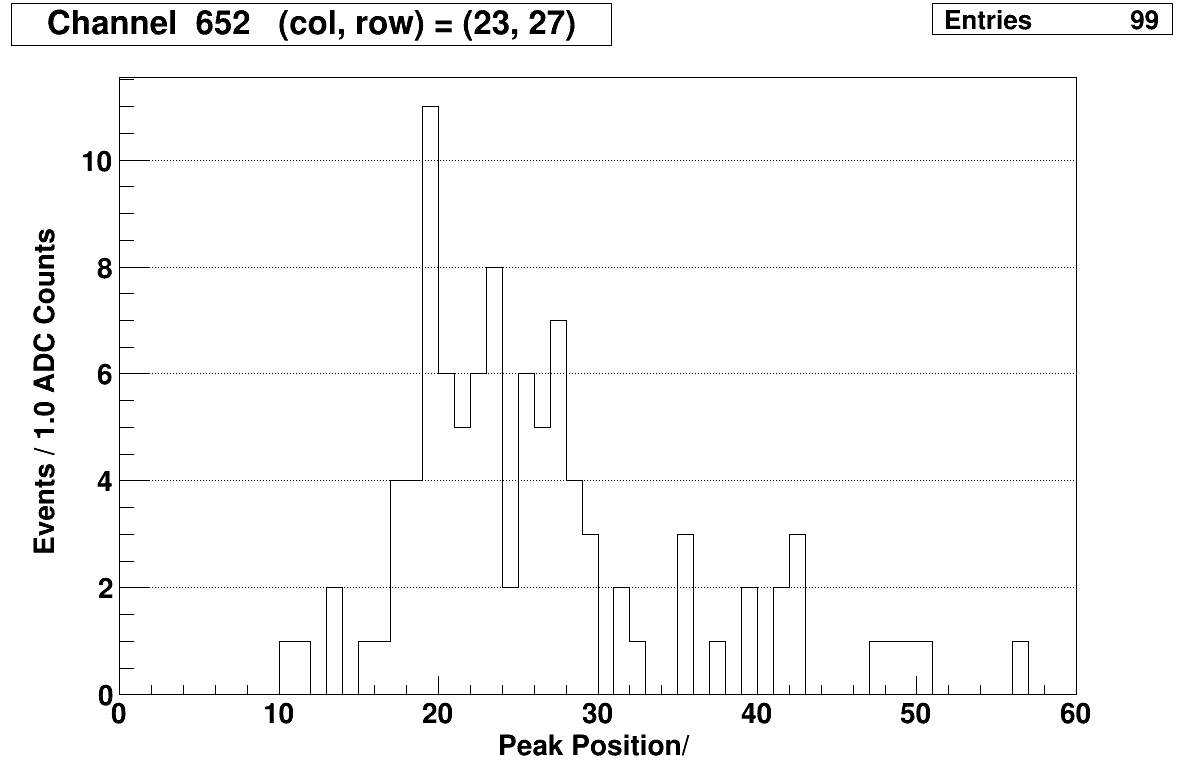 Channel 652 (col, row) = (23, 27)
Entries 99
Events / 1.0 ADC Counts
10
8
6
4
2
0
0 10 20 30 40 50 60
Peak Position/